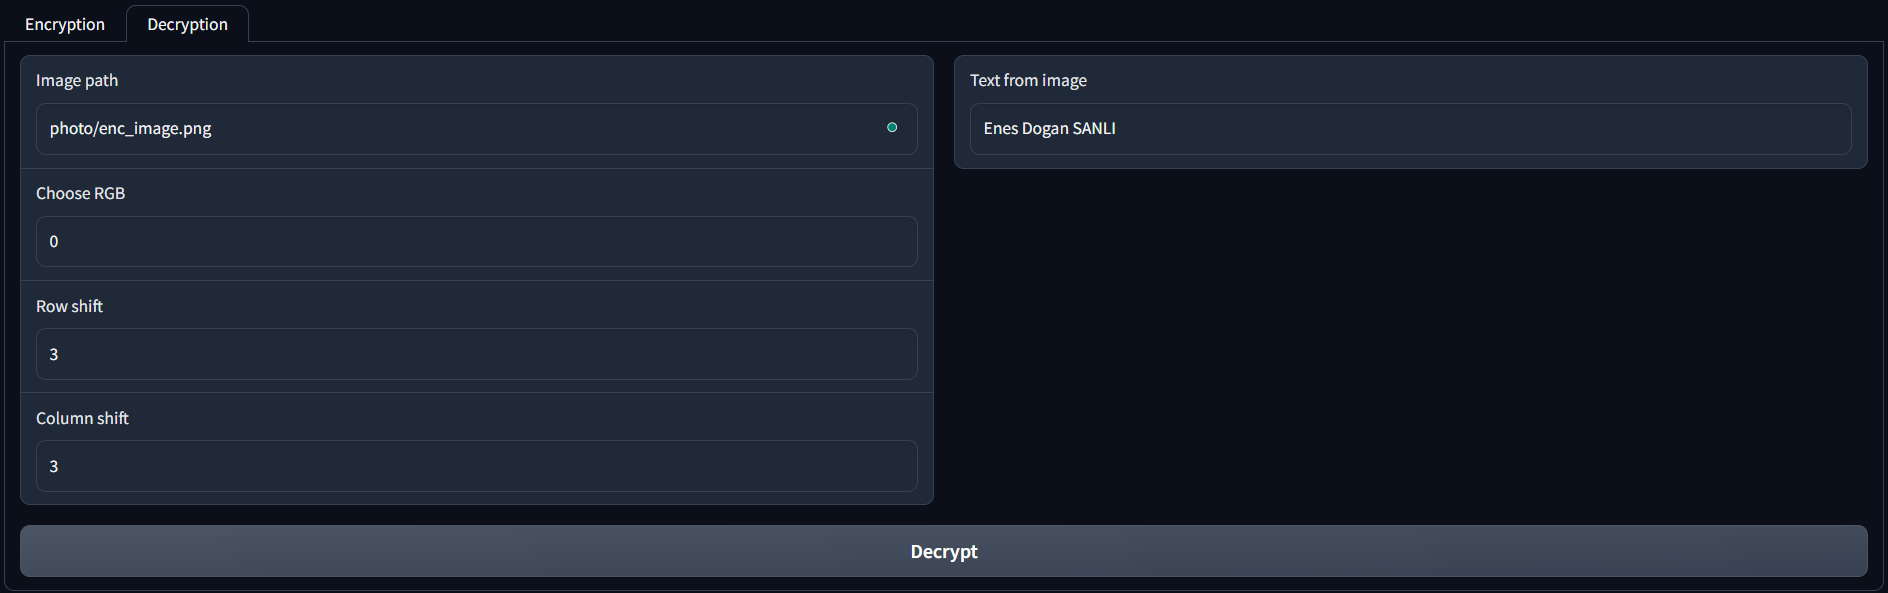 Encryption
Decryption
Image path
photo/enc_image.png
Choose RGB
0
Row shift
3
Column shift
3
Text from image
Enes Dogan SANLI
Decrypt